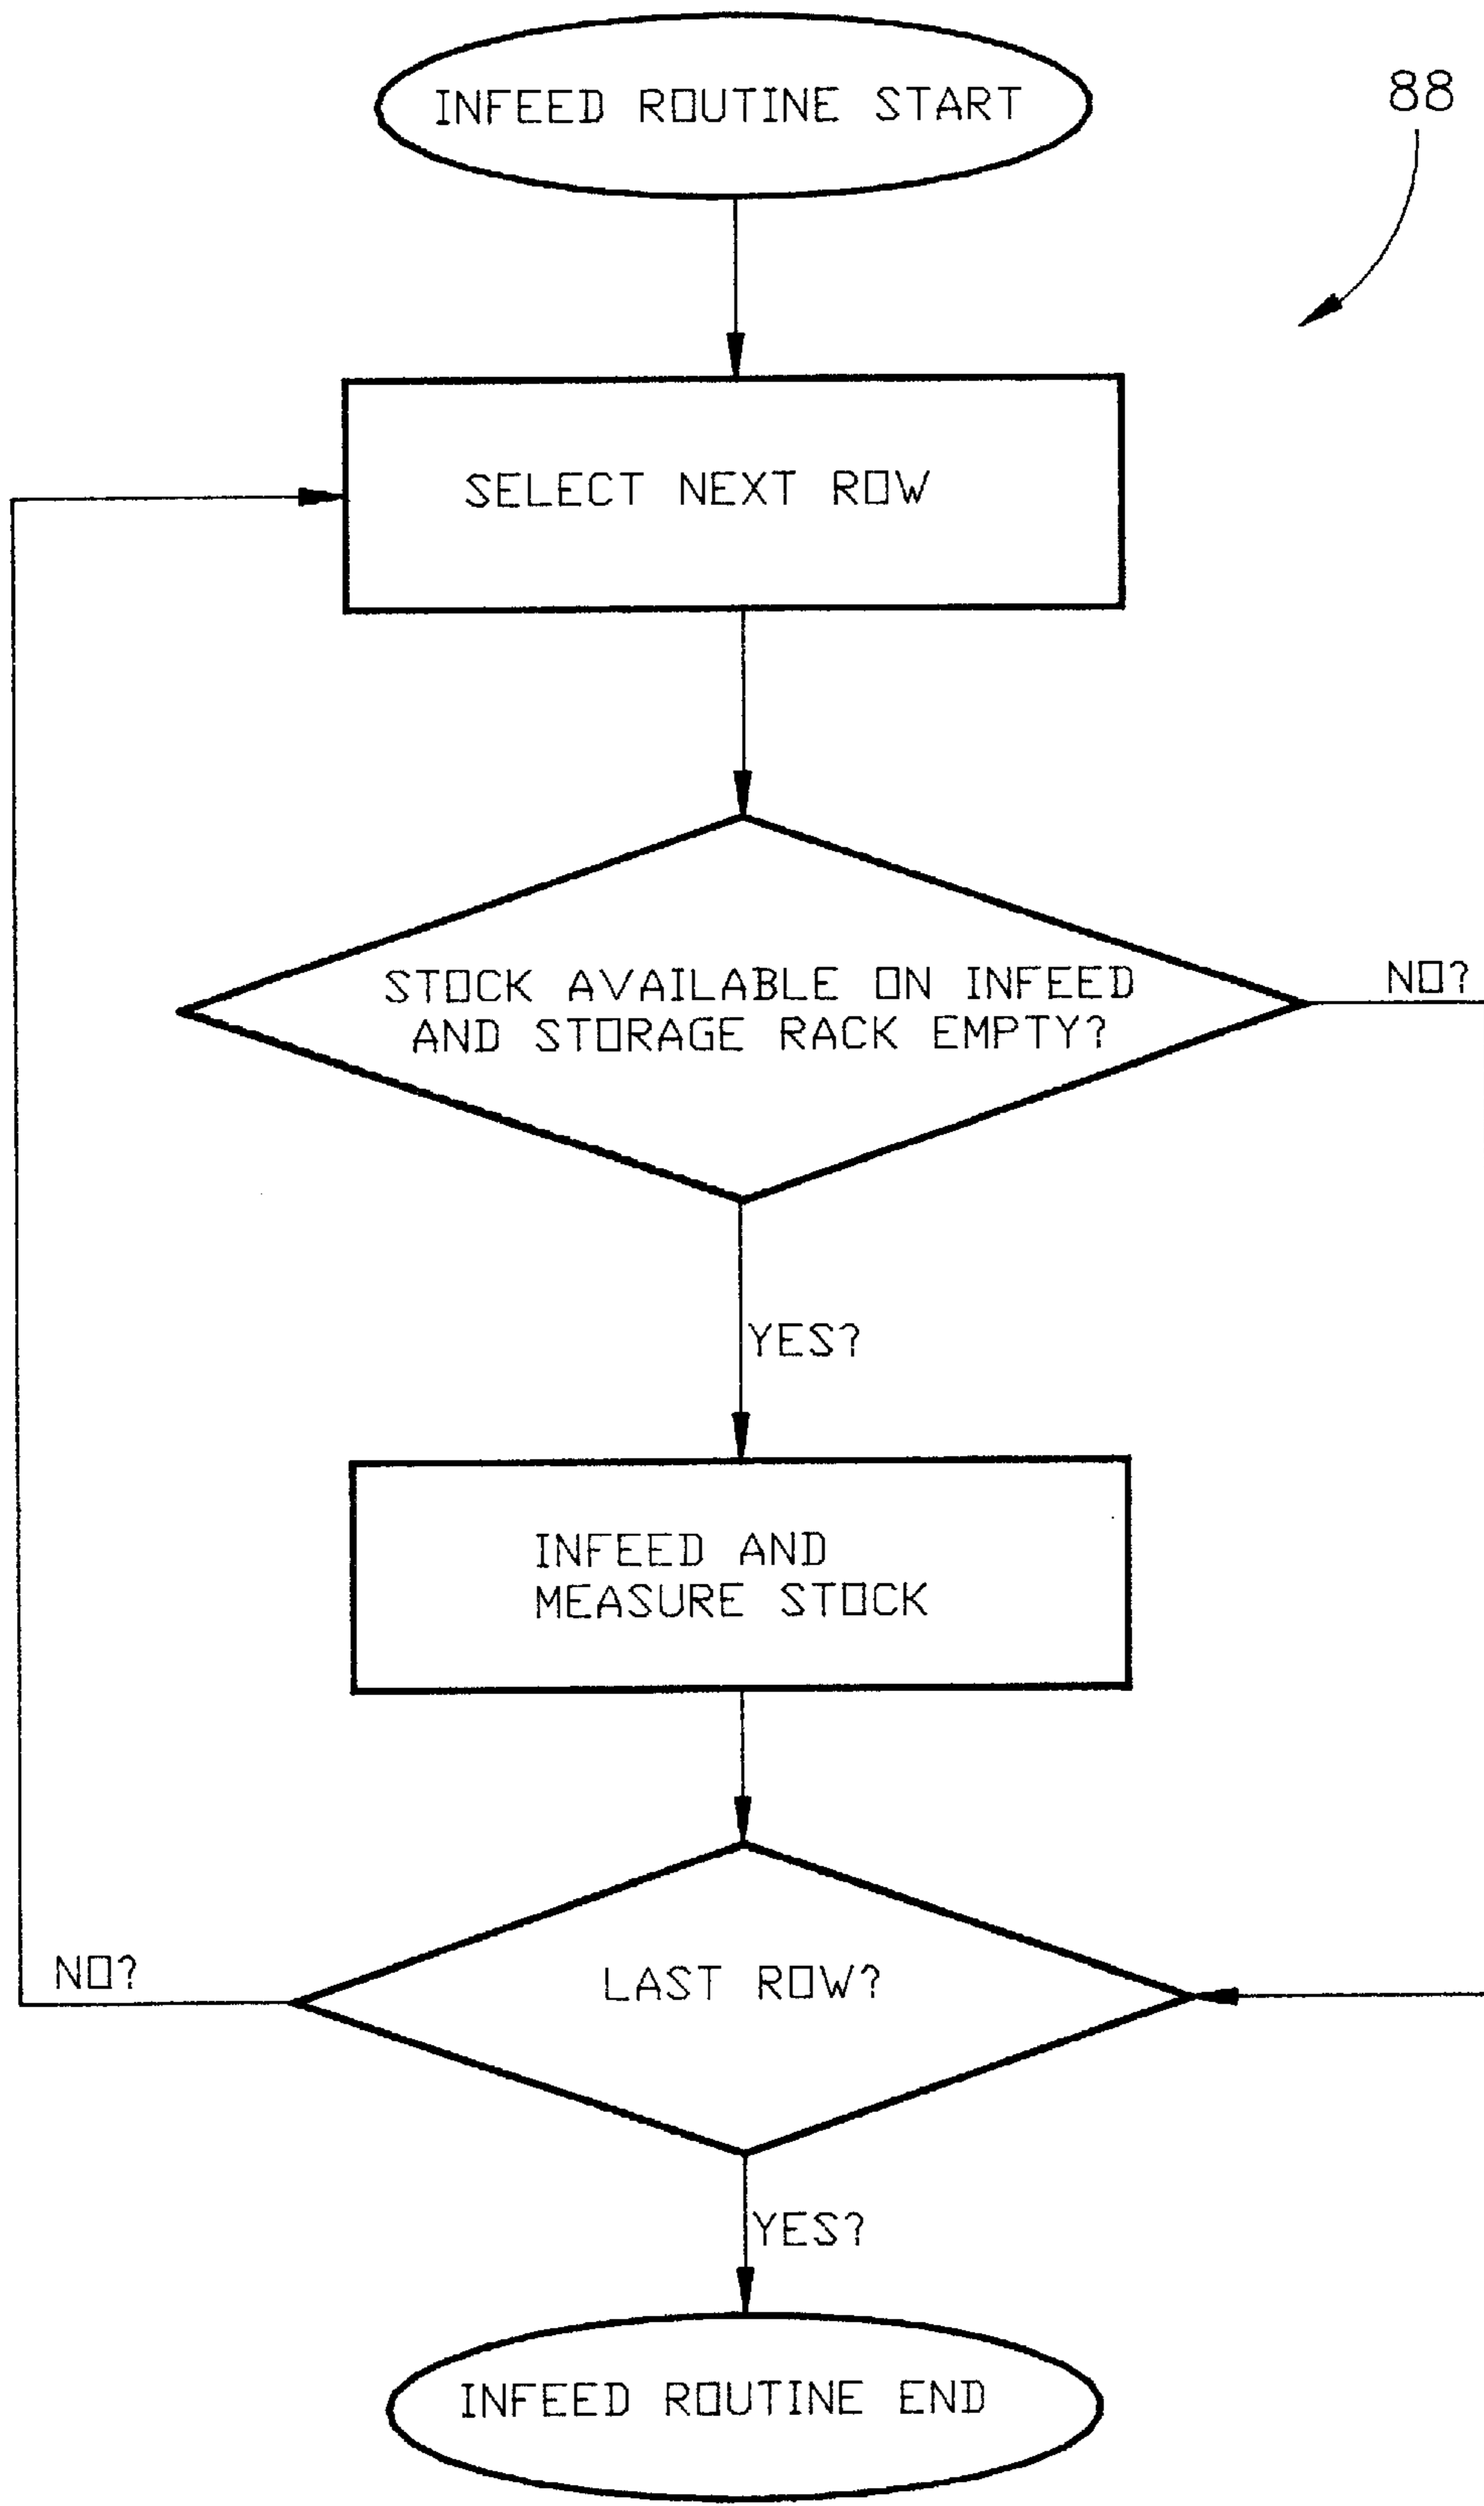 INFEED ROUTINE START
88
SELECT NEXT ROW
STOCK AVAILABLE ON INFEED
AND STORAGE RACK EMPTY?
NO?
YES?
INFEED AND
MEASURE STOCK
NO?
LAST ROW?
YES?
INFEED ROUTINE END